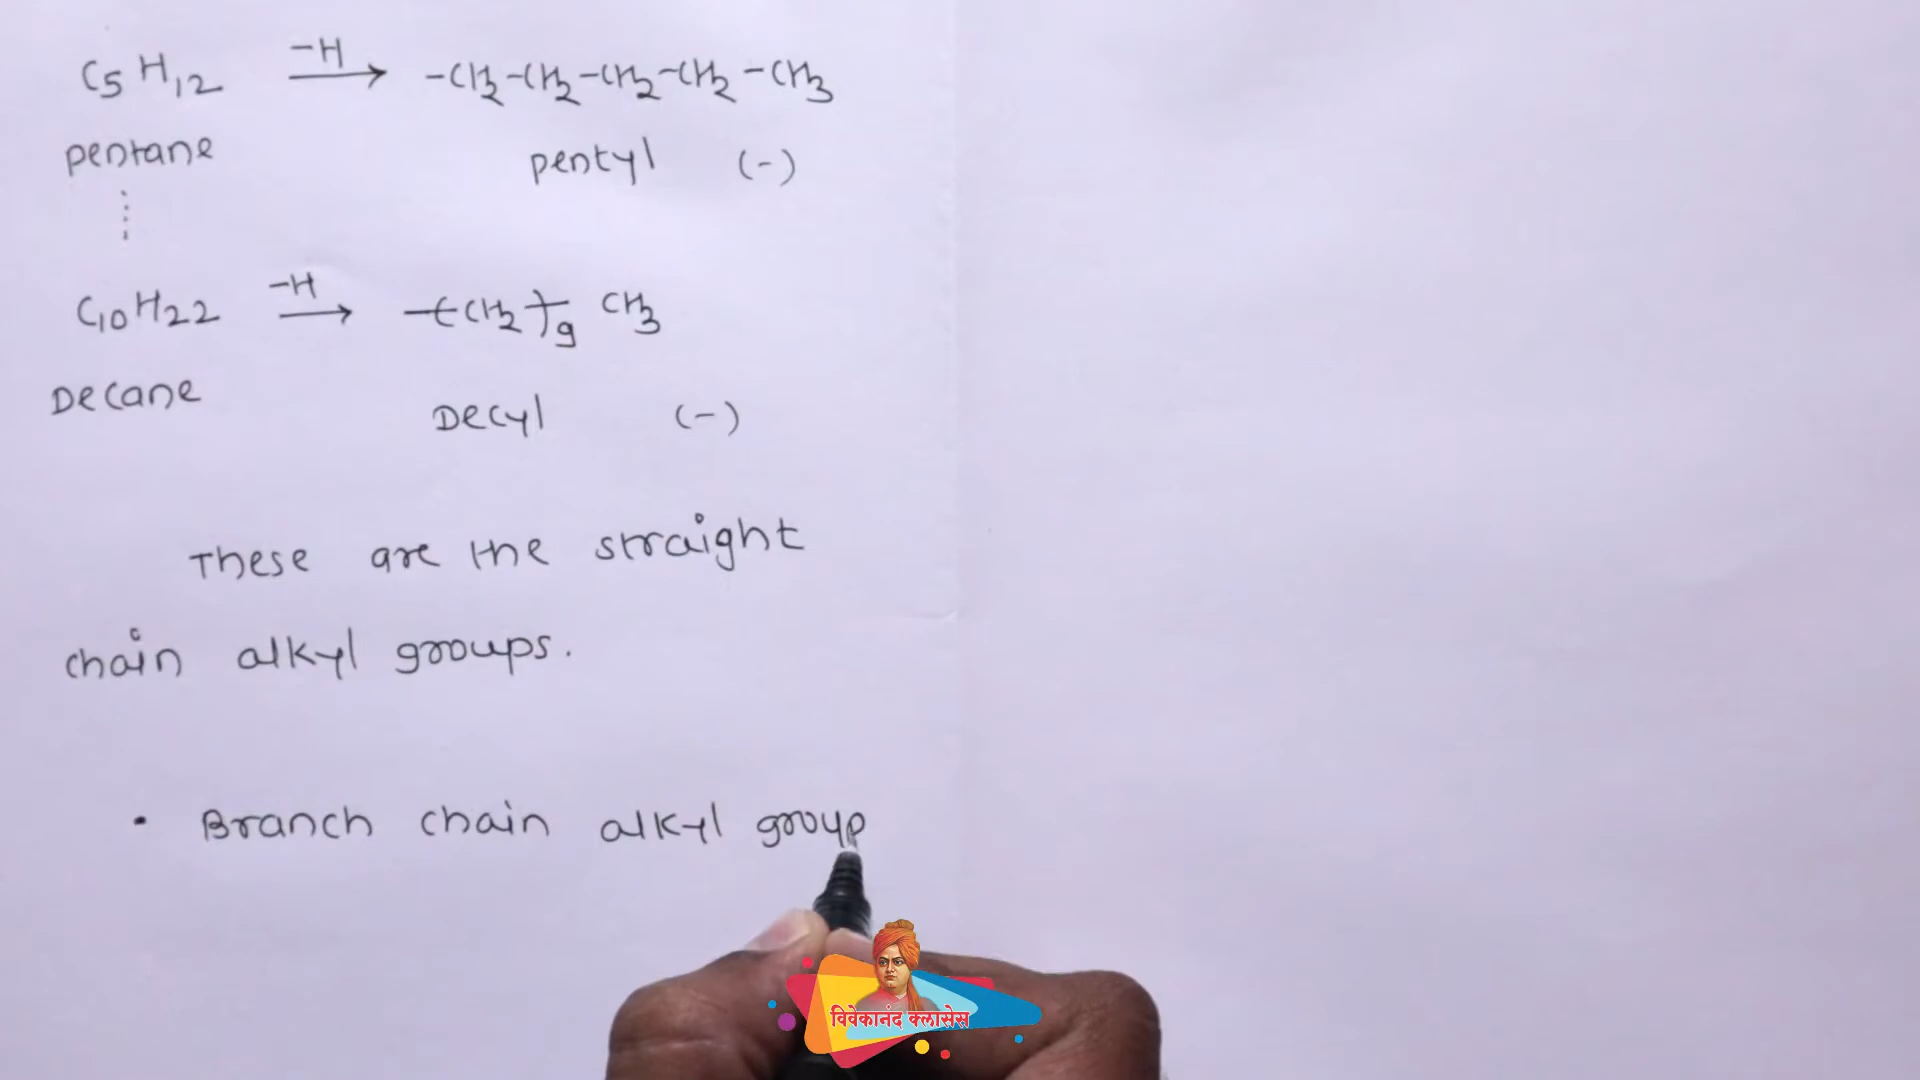 C₅H₁₂ —H→ -CH₂-CH₂-CH₂-CH₂-CH₃
pentane pentyl (-)
C₁₀H₂₂ —H→ -(CH₂)₉ CH₃
Decane Decyl (-)
These are the straight
chain alkyl groups.
• Branch chain alkyl group
विवेकानंद क्लासेस